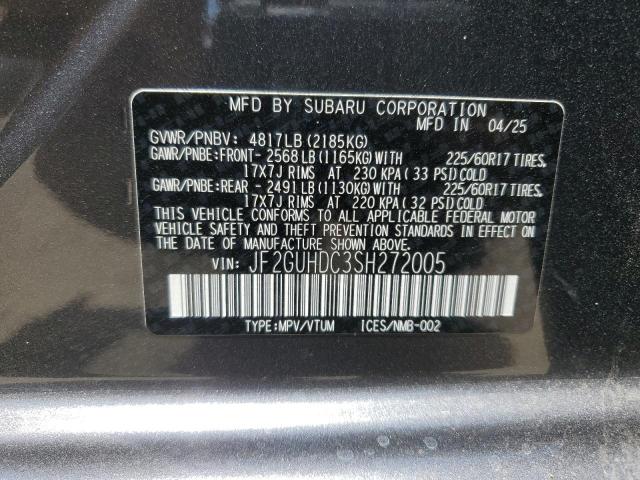 MFD BY SUBARU CORPORATION
MFD IN 04/25
GVWR/PNBV: 4817LB (2185KG)
GAWR/PNBE: FRONT- 2568 LB (1165KG) WITH 225/60R17 TIRES,
17X7J RIMS AT 230 KPA (33 PSI) COLD
GAWR/PNBE: REAR - 2491 LB (1130KG) WITH 225/60R17 TIRES,
17X7J RIMS AT 220 KPA (32 PSI) COLD
THIS VEHICLE CONFORMS TO ALL APPLICABLE FEDERAL MOTOR
VEHICLE SAFETY AND THEFT PREVENTION STANDARDS IN EFFECT
ON THE DATE OF MANUFACTURE SHOWN ABOVE.
VIN: JF2GUHDC3SH272005
TYPE: MPV/VTUM ICES/NMB-002